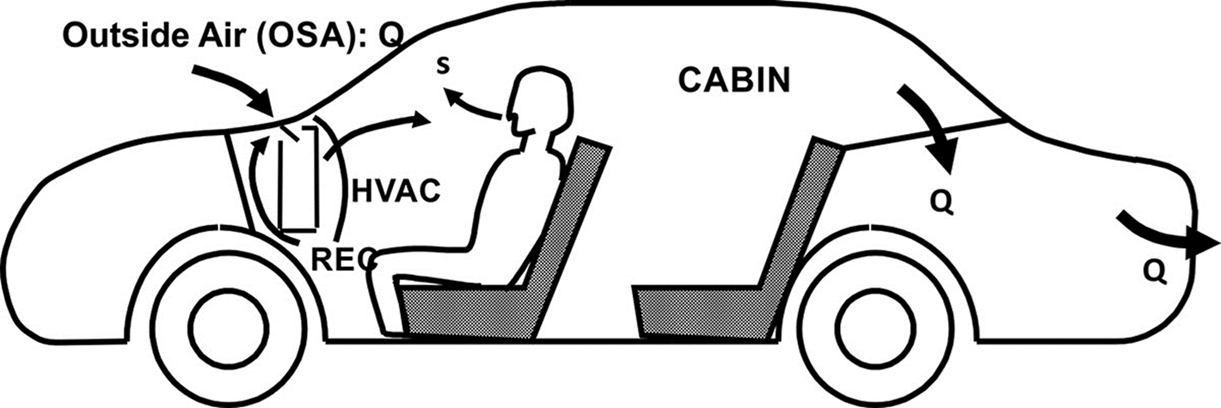 Outside Air (OSA): Q
s
CABIN
HVAC
REC
Q
Q